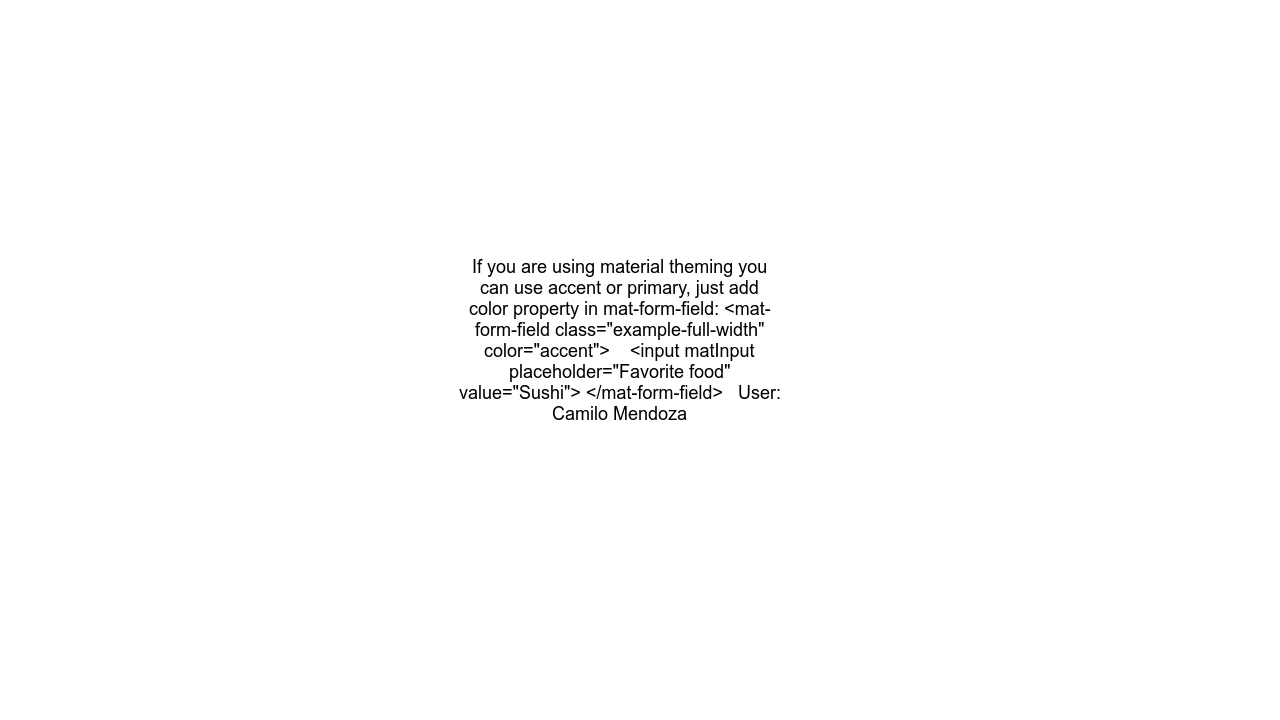 If you are using material theming you
can use accent or primary, just add
color property in mat-form-field: <mat-
form-field class="example-full-width"
color="accent">    <input matInput
placeholder="Favorite food"
value="Sushi"> </mat-form-field>   User:
Camilo Mendoza